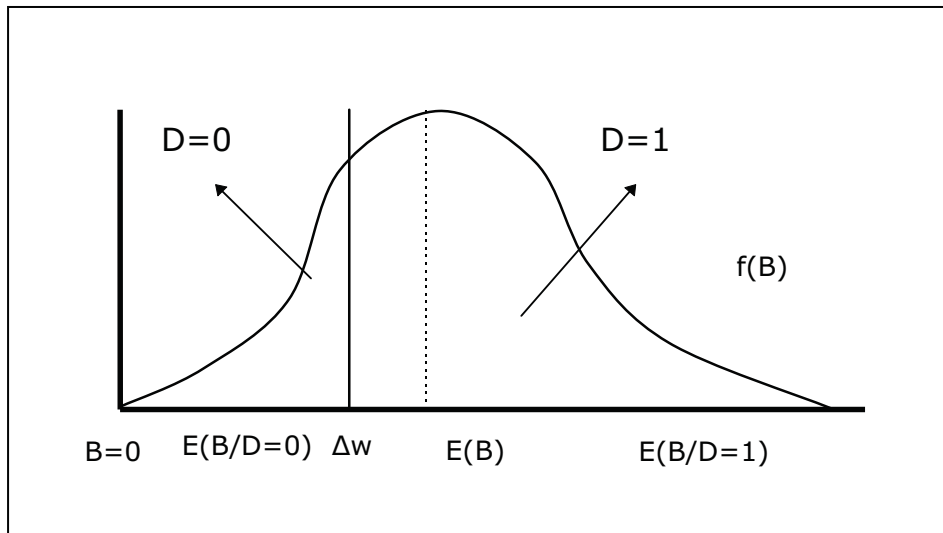 D=0
D=1
f(B)
B=0
E(B/D=0)
Δw
E(B)
E(B/D=1)